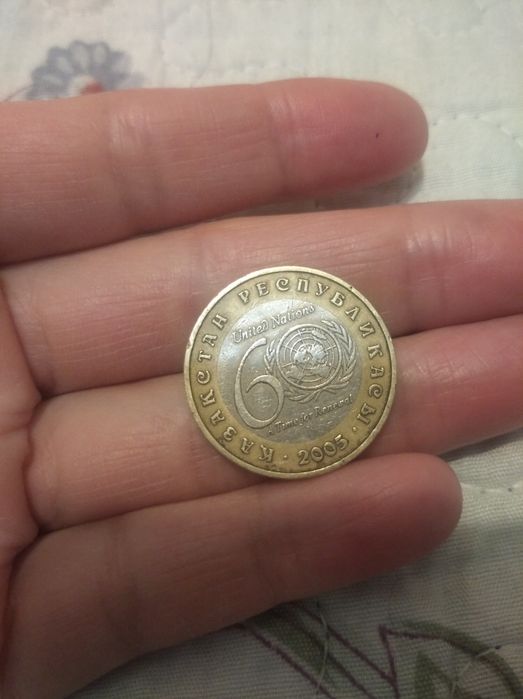 ҚАЗАҚСТАН РЕСПУБЛИКАСЫ
United Nations
60
A Time for Renewal
· 2005 ·